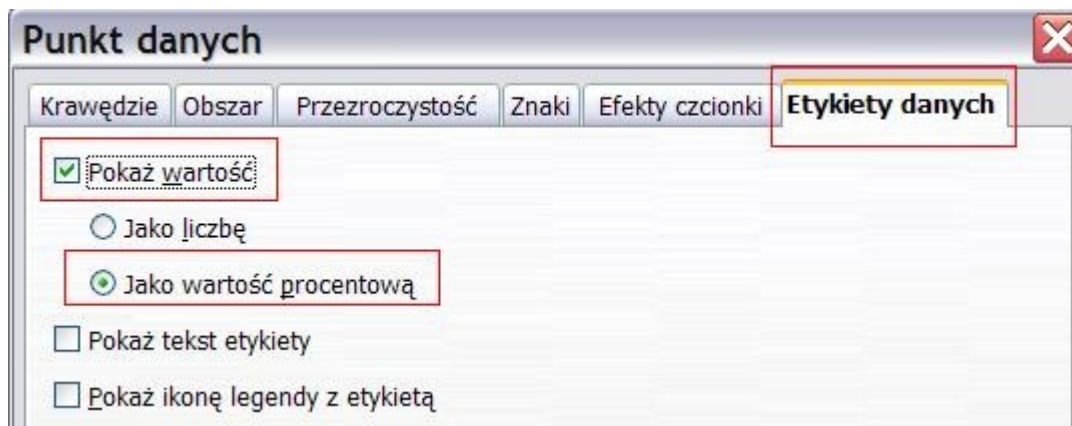 Punkt danych
Krawędzie Obszar Przezroczystość Znaki Efekty czcionki Etykiety danych
Pokaż wartość
Jako liczbę
Jako wartość procentową
Pokaż tekst etykiety
Pokaż ikonę legendy z etykietą